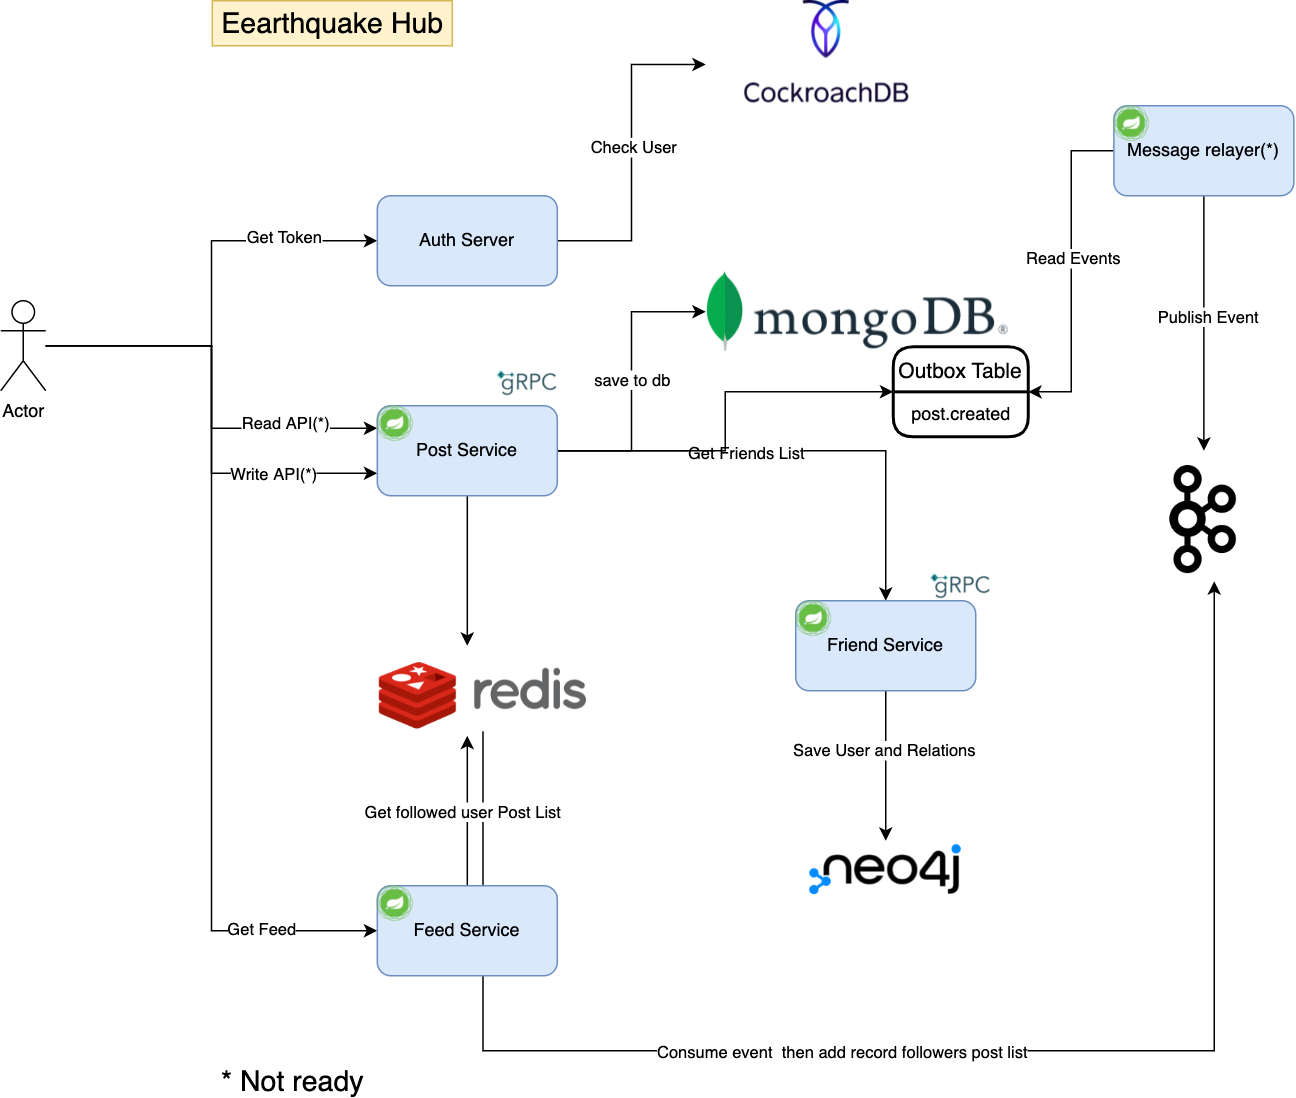 Eearthquake Hub
CockroachDB
Check User
Message relayer(*)
Get Token
Auth Server
Read Events
mongoDB®
Publish Event
Outbox Table
post.created
save to db
gRPC
Actor
Read API(*)
Post Service
Get Friends List
Write API(*)
gRPC
Friend Service
redis
Save User and Relations
Get followed user Post List
neo4j
Get Feed
Feed Service
Consume event  then add record followers post list
* Not ready